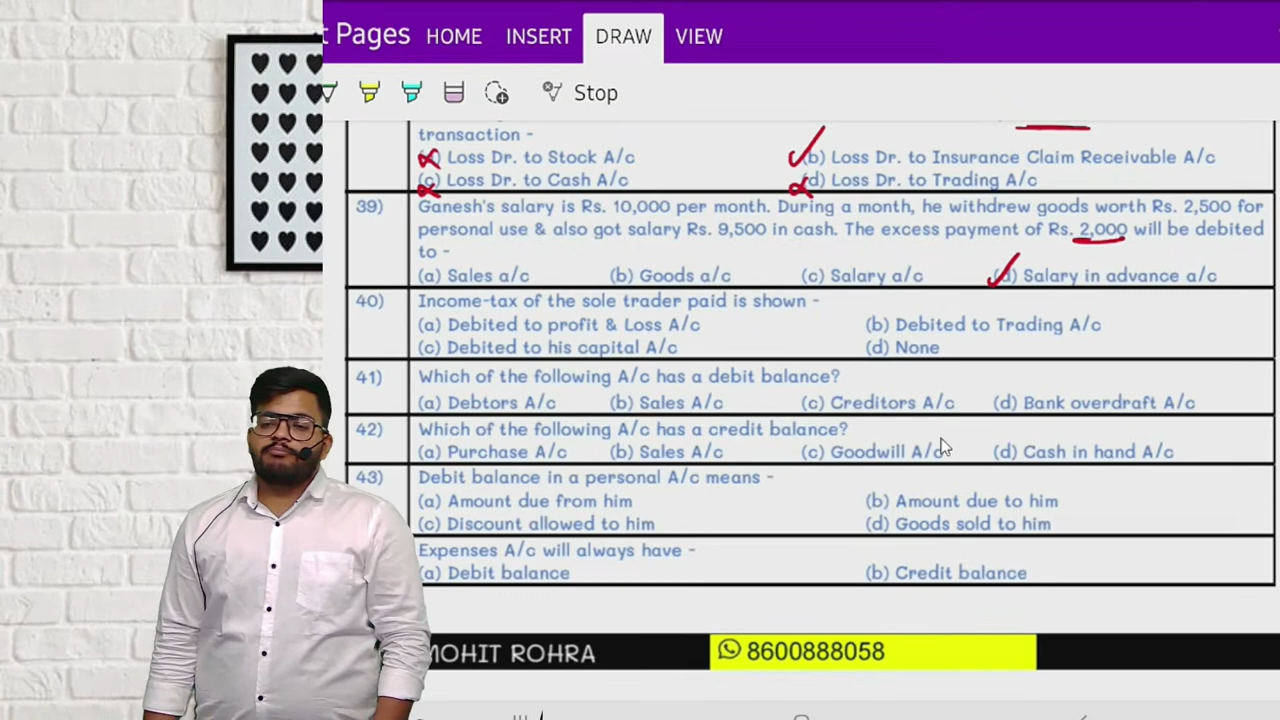 t Pages HOME INSERT DRAW VIEW
Stop
transaction -
(a) Loss Dr. to Stock A/c (b) Loss Dr. to Insurance Claim Receivable A/c
(c) Loss Dr. to Cash A/c (d) Loss Dr. to Trading A/c
39) Ganesh's salary is Rs. 10,000 per month. During a month, he withdrew goods worth Rs. 2,500 for
personal use & also got salary Rs. 9,500 in cash. The excess payment of Rs. 2,000 will be debited
to -
(a) Sales a/c (b) Goods a/c (c) Salary a/c (d) Salary in advance a/c
40) Income-tax of the sole trader paid is shown -
(a) Debited to profit & Loss A/c (b) Debited to Trading A/c
(c) Debited to his capital A/c (d) None
41) Which of the following A/c has a debit balance?
(a) Debtors A/c (b) Sales A/c (c) Creditors A/c (d) Bank overdraft A/c
42) Which of the following A/c has a credit balance?
(a) Purchase A/c (b) Sales A/c (c) Goodwill A/c (d) Cash in hand A/c
43) Debit balance in a personal A/c means -
(a) Amount due from him (b) Amount due to him
(c) Discount allowed to him (d) Goods sold to him
Expenses A/c will always have -
(a) Debit balance (b) Credit balance
MOHIT ROHRA 8600888058